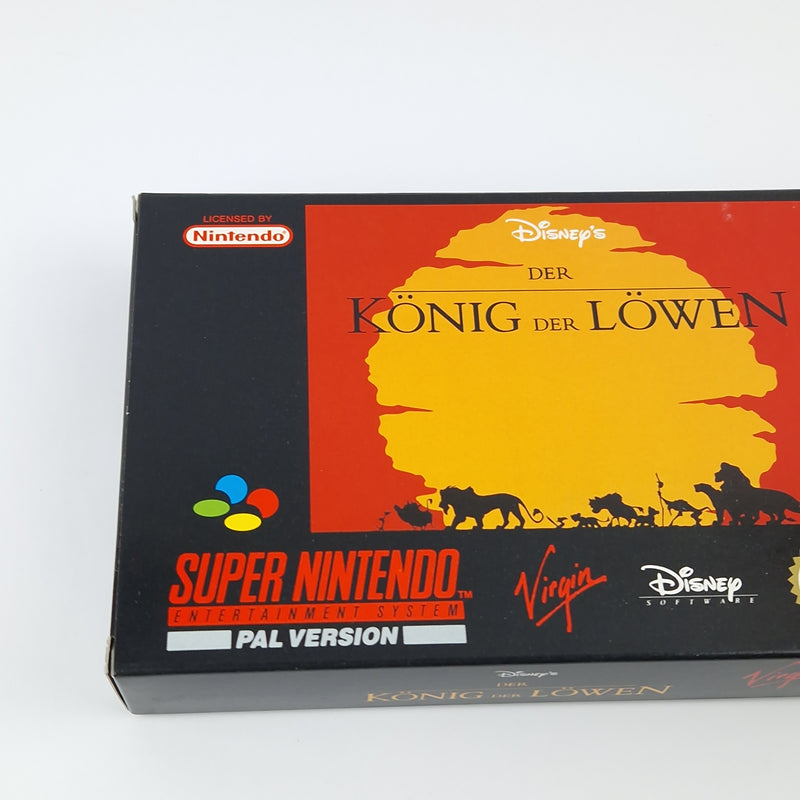 LICENSED BY
Nintendo
Disney's
DER
KÖNIG DER LÖWEN
SUPER NINTENDO TM
ENTERTAINMENT SYSTEM
PAL VERSION
Virgin
Disney
SOFTWARE
Disney's
DER
KÖNIG DER LÖWEN